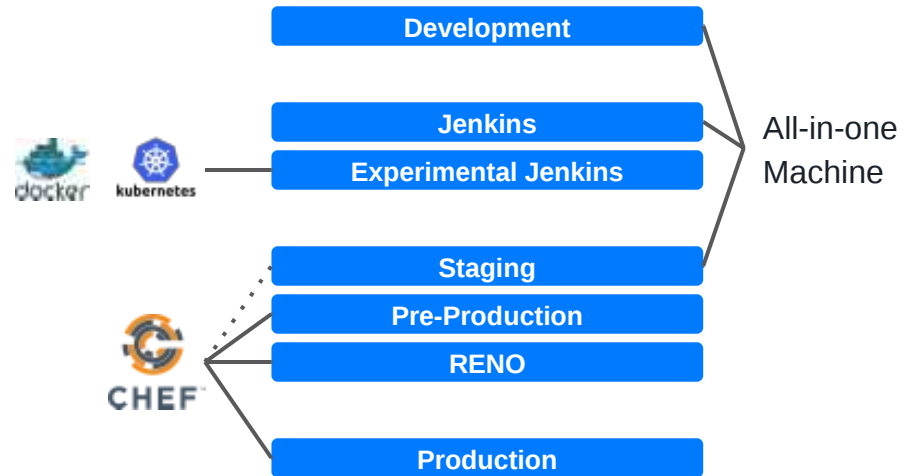 Development
Jenkins
All-in-one
Machine
docker
kubernetes
Experimental Jenkins
Staging
Pre-Production
RENO
CHEF
Production